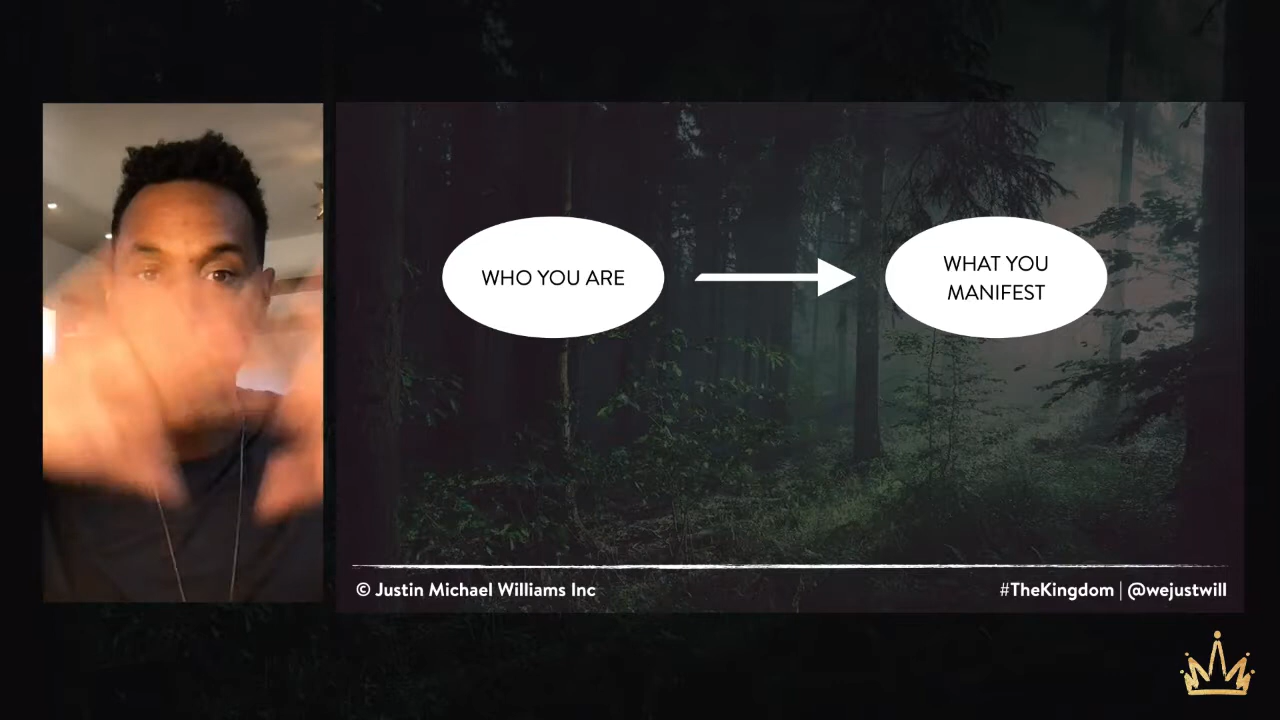 WHO YOU ARE
WHAT YOU
MANIFEST
© Justin Michael Williams Inc
#TheKingdom | @wejustwill